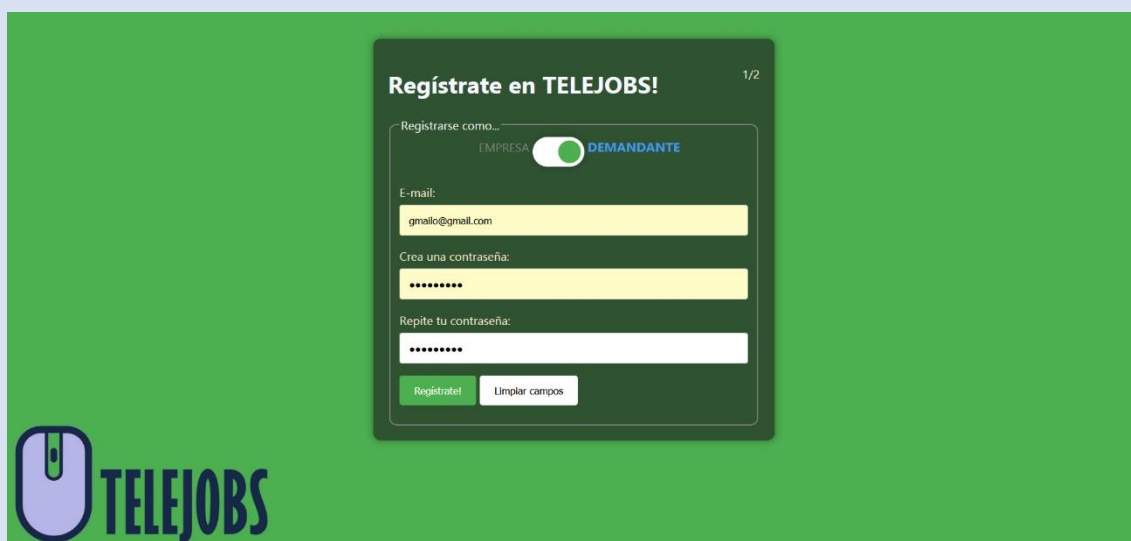 Regístrate en TELEJOBS!
1/2
Registrarse como...
EMPRESA DEMANDANTE
E-mail:
gmailo@gmail.com
Crea una contraseña:
•••••••••
Repite tu contraseña:
•••••••••
Regístrate! Limpiar campos
TELEJOBS